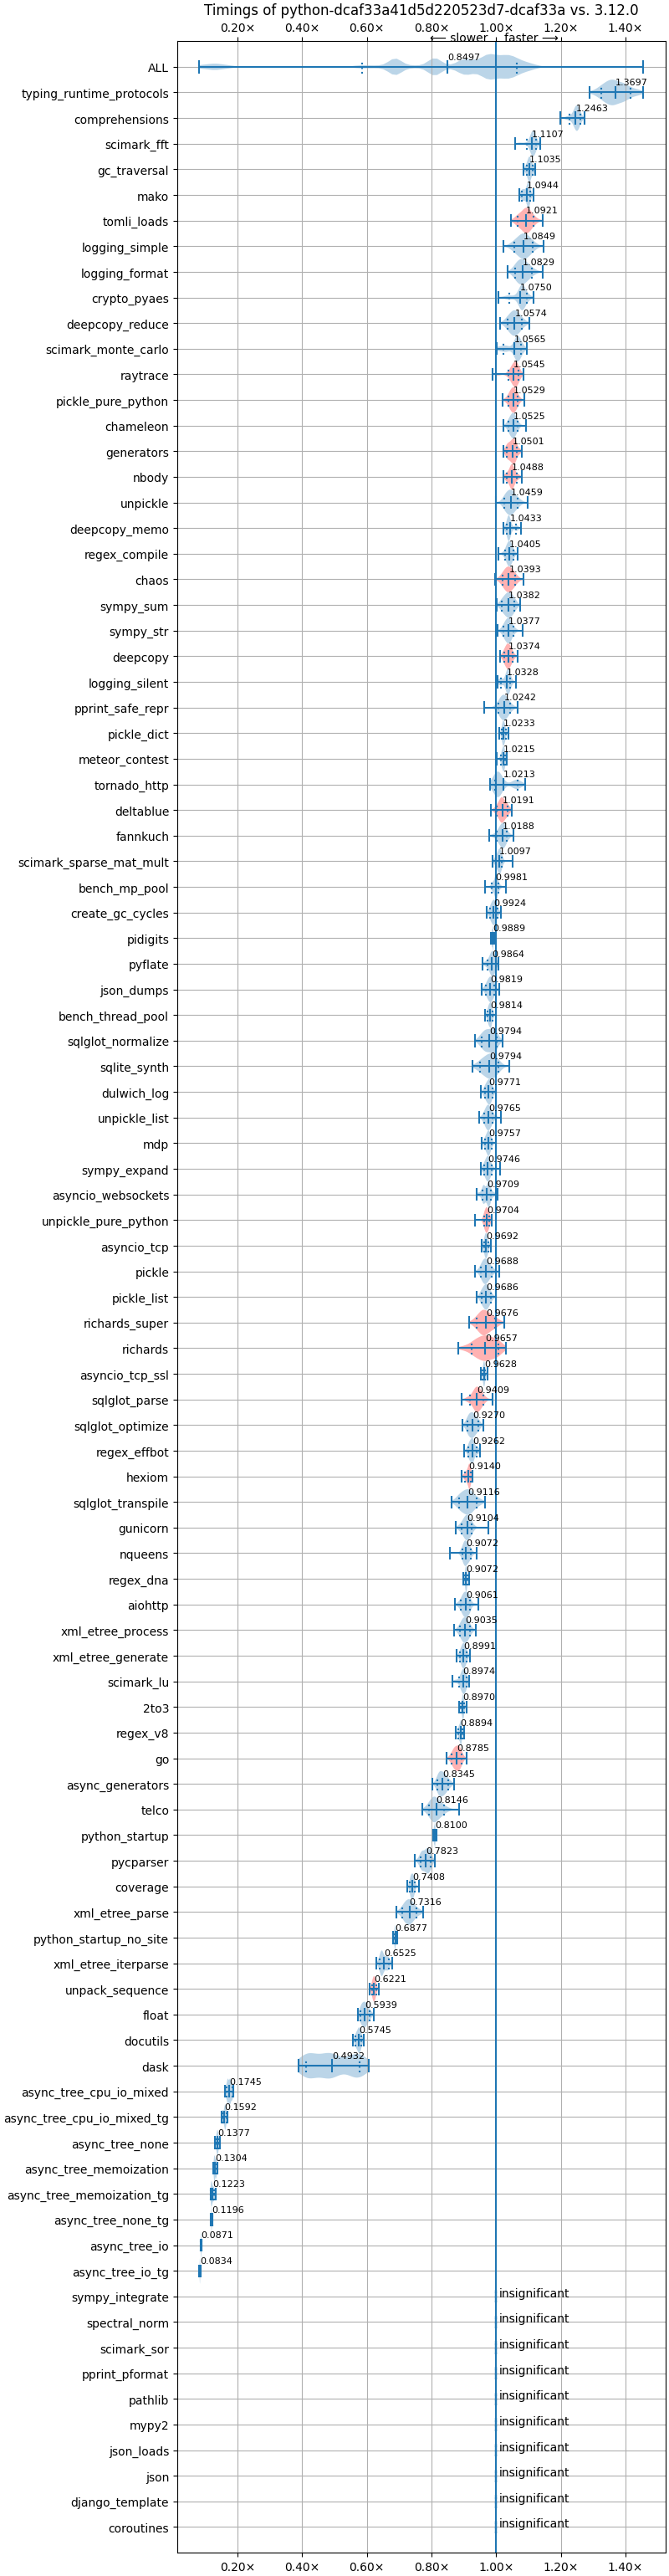 Timings of python-dcaf33a41d5d220523d7-dcaf33a vs. 3.12.0
0.20× 0.40× 0.60× 0.80× 1.00× 1.20× 1.40×
⟵ slower faster ⟶
ALL 0.8497
typing_runtime_protocols 1.3697
comprehensions 1.2463
scimark_fft 1.1107
gc_traversal 1.1035
mako 1.0944
tomli_loads 1.0921
logging_simple 1.0849
logging_format 1.0829
crypto_pyaes 1.0750
deepcopy_reduce 1.0574
scimark_monte_carlo 1.0565
raytrace 1.0545
pickle_pure_python 1.0529
chameleon 1.0525
generators 1.0501
nbody 1.0488
unpickle 1.0459
deepcopy_memo 1.0433
regex_compile 1.0405
chaos 1.0393
sympy_sum 1.0382
sympy_str 1.0377
deepcopy 1.0374
logging_silent 1.0328
pprint_safe_repr 1.0242
pickle_dict 1.0233
meteor_contest 1.0215
tornado_http 1.0213
deltablue 1.0191
fannkuch 1.0188
scimark_sparse_mat_mult 1.0097
bench_mp_pool 0.9981
create_gc_cycles 0.9924
pidigits 0.9889
pyflate 0.9864
json_dumps 0.9819
bench_thread_pool 0.9814
sqlglot_normalize 0.9794
sqlite_synth 0.9794
dulwich_log 0.9771
unpickle_list 0.9765
mdp 0.9757
sympy_expand 0.9746
asyncio_websockets 0.9709
unpickle_pure_python 0.9704
asyncio_tcp 0.9692
pickle 0.9688
pickle_list 0.9686
richards_super 0.9676
richards 0.9657
asyncio_tcp_ssl 0.9628
sqlglot_parse 0.9409
sqlglot_optimize 0.9270
regex_effbot 0.9262
hexiom 0.9140
sqlglot_transpile 0.9116
gunicorn 0.9104
nqueens 0.9072
regex_dna 0.9072
aiohttp 0.9061
xml_etree_process 0.9035
xml_etree_generate 0.8991
scimark_lu 0.8974
2to3 0.8970
regex_v8 0.8894
go 0.8785
async_generators 0.8345
telco 0.8146
python_startup 0.8100
pycparser 0.7823
coverage 0.7408
xml_etree_parse 0.7316
python_startup_no_site 0.6877
xml_etree_iterparse 0.6525
unpack_sequence 0.6221
float 0.5939
docutils 0.5745
dask 0.4932
async_tree_cpu_io_mixed 0.1745
async_tree_cpu_io_mixed_tg 0.1592
async_tree_none 0.1377
async_tree_memoization 0.1304
async_tree_memoization_tg 0.1223
async_tree_none_tg 0.1196
async_tree_io 0.0871
async_tree_io_tg 0.0834
sympy_integrate insignificant
spectral_norm insignificant
scimark_sor insignificant
pprint_pformat insignificant
pathlib insignificant
mypy2 insignificant
json_loads insignificant
json insignificant
django_template insignificant
coroutines insignificant
0.20× 0.40× 0.60× 0.80× 1.00× 1.20× 1.40×